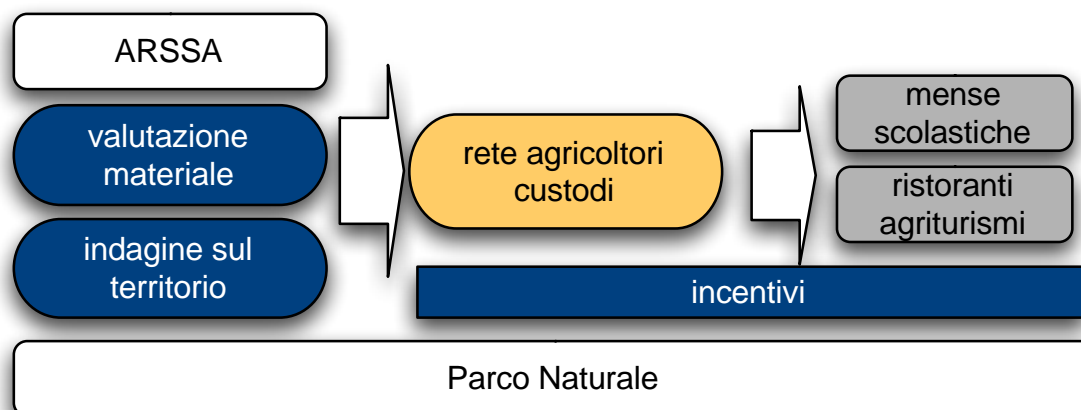 ARSSA
valutazione
materiale
indagine sul
territorio
rete agricoltori
custodi
mense
scolastiche
ristoranti
agriturismi
incentivi
Parco Naturale